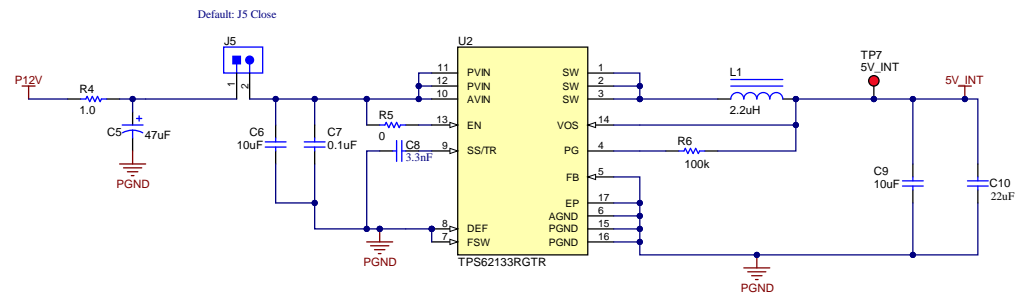 Default: J5 Close
J5
1
2
P12V
R4
1.0
C5
+
47uF
PGND
C6
10uF
C7
0.1uF
R5
0
C8
3.3nF
PGND
U2
11 PVIN SW 1
12 PVIN SW 2
10 AVIN SW 3
13 EN VOS 14
9 SS/TR PG 4
FB 5
EP 17
AGND 6
8 DEF PGND 15
7 FSW PGND 16
TPS62133RGTR
L1
2.2uH
R6
100k
TP7
5V_INT
5V_INT
C9
10uF
C10
22uF
PGND